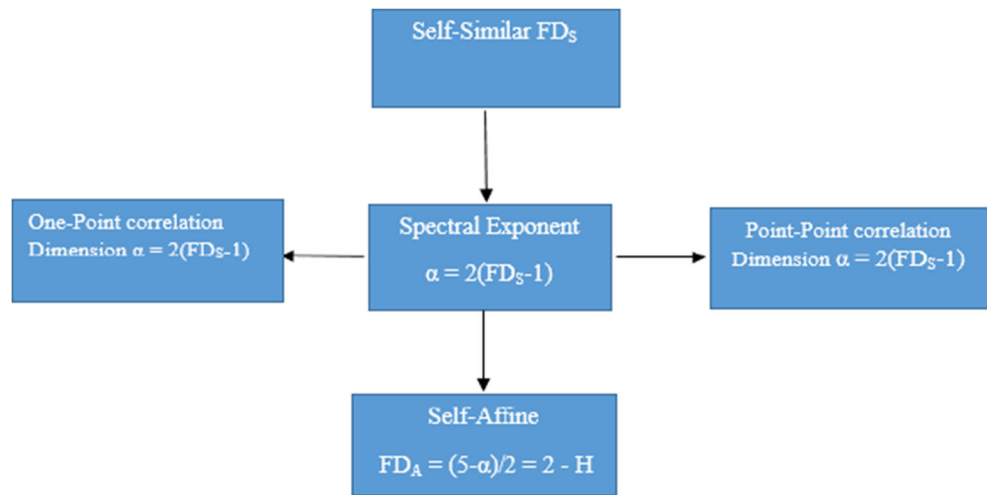 Self-Similar FDS
One-Point correlation
Dimension α = 2(FDS-1)
Spectral Exponent
α = 2(FDS-1)
Point-Point correlation
Dimension α = 2(FDS-1)
Self-Affine
FDA = (5-α)/2 = 2 - H